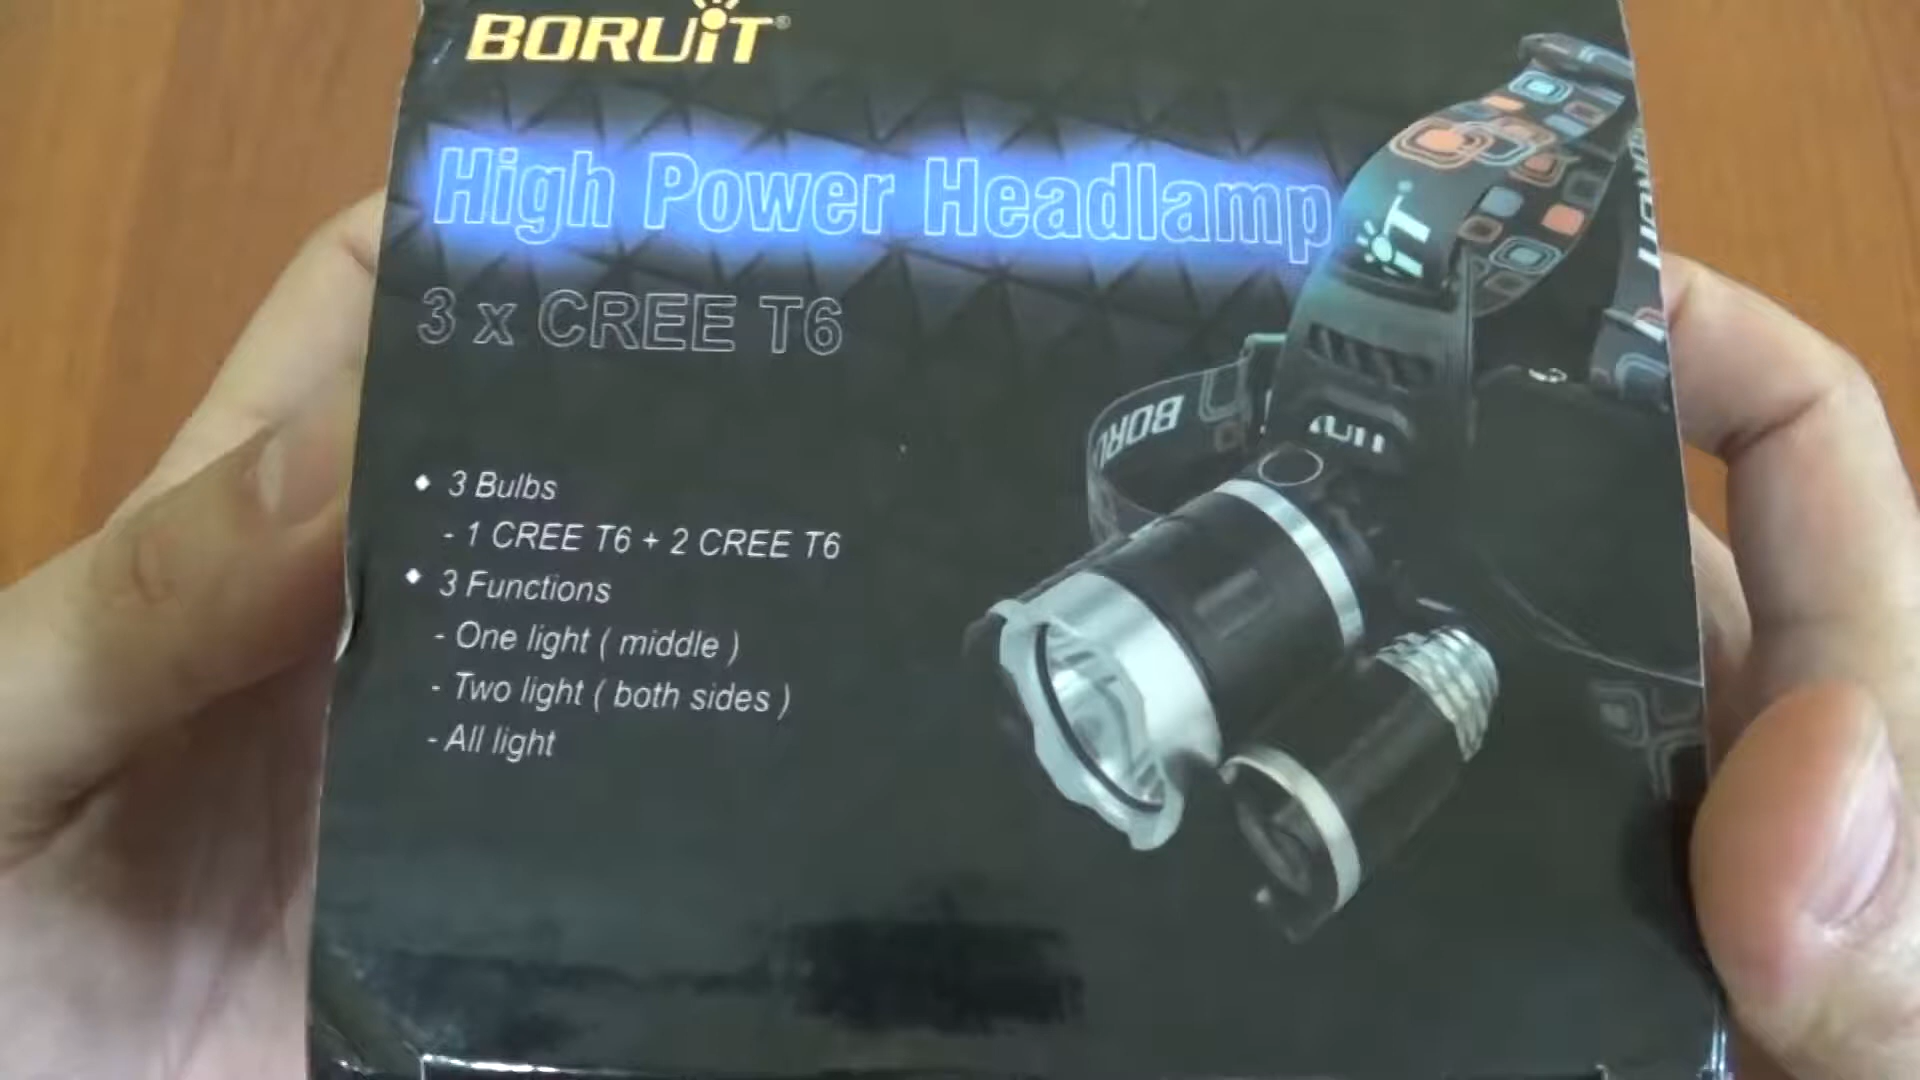 BORUiT®
High Power Headlamp
3 x CREE T6
3 Bulbs
- 1 CREE T6 + 2 CREE T6
3 Functions
- One light ( middle )
- Two light ( both sides )
- All light